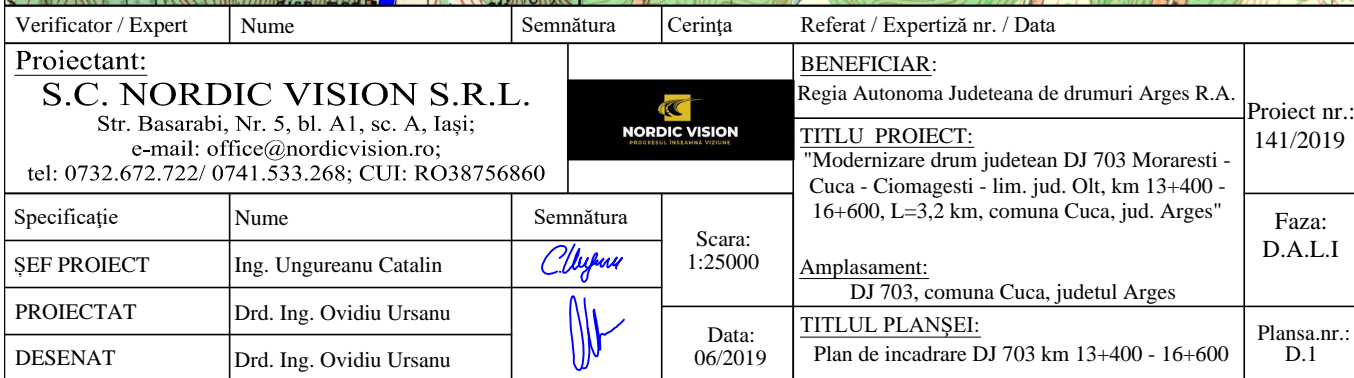 Verificator / Expert Nume Semnătura Cerinţa Referat / Expertiză nr. / Data
Proiectant:
S.C. NORDIC VISION S.R.L.
Str. Basarabi, Nr. 5, bl. A1, sc. A, Iași;
e-mail: office@nordicvision.ro;
tel: 0732.672.722/ 0741.533.268; CUI: RO38756860
NORDIC VISION
PROGRESUL ÎNSEAMNĂ VIZIUNE
BENEFICIAR:
Regia Autonoma Judeteana de drumuri Arges R.A.
TITLU PROIECT:
"Modernizare drum judetean DJ 703 Moraresti -
Cuca - Ciomagesti - lim. jud. Olt, km 13+400 -
16+600, L=3,2 km, comuna Cuca, jud. Arges"
Amplasament:
DJ 703, comuna Cuca, judetul Arges
Proiect nr.:
141/2019
Faza:
D.A.L.I
Specificaţie Nume Semnătura
ȘEF PROIECT Ing. Ungureanu Catalin
PROIECTAT Drd. Ing. Ovidiu Ursanu
DESENAT Drd. Ing. Ovidiu Ursanu
Scara:
1:25000
Data:
06/2019
TITLUL PLANŞEI:
Plan de incadrare DJ 703 km 13+400 - 16+600
Plansa.nr.:
D.1